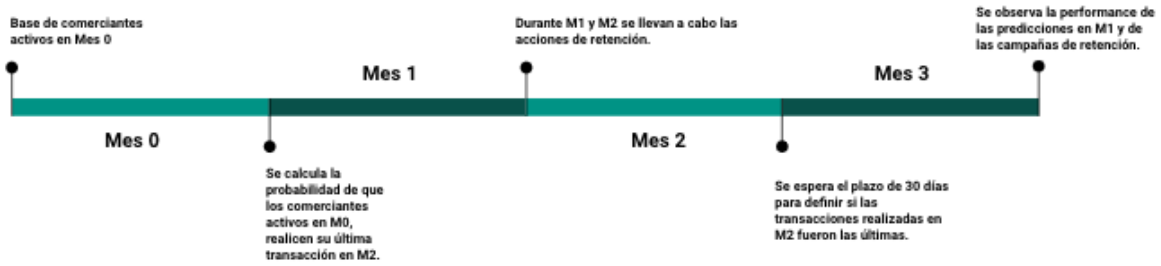 Base de comerciantes
activos en Mes 0
Durante M1 y M2 se llevan a cabo las
acciones de retención.
Se observa la performance de
las predicciones en M1 y de
las campañas de retención.
Mes 1
Mes 3
Mes 0
Mes 2
Se calcula la
probabilidad de que
los comerciantes
activos en M0,
realicen su última
transacción en M2.
Se espera el plazo de 30 días
para definir si las
transacciones realizadas en
M2 fueron las últimas.